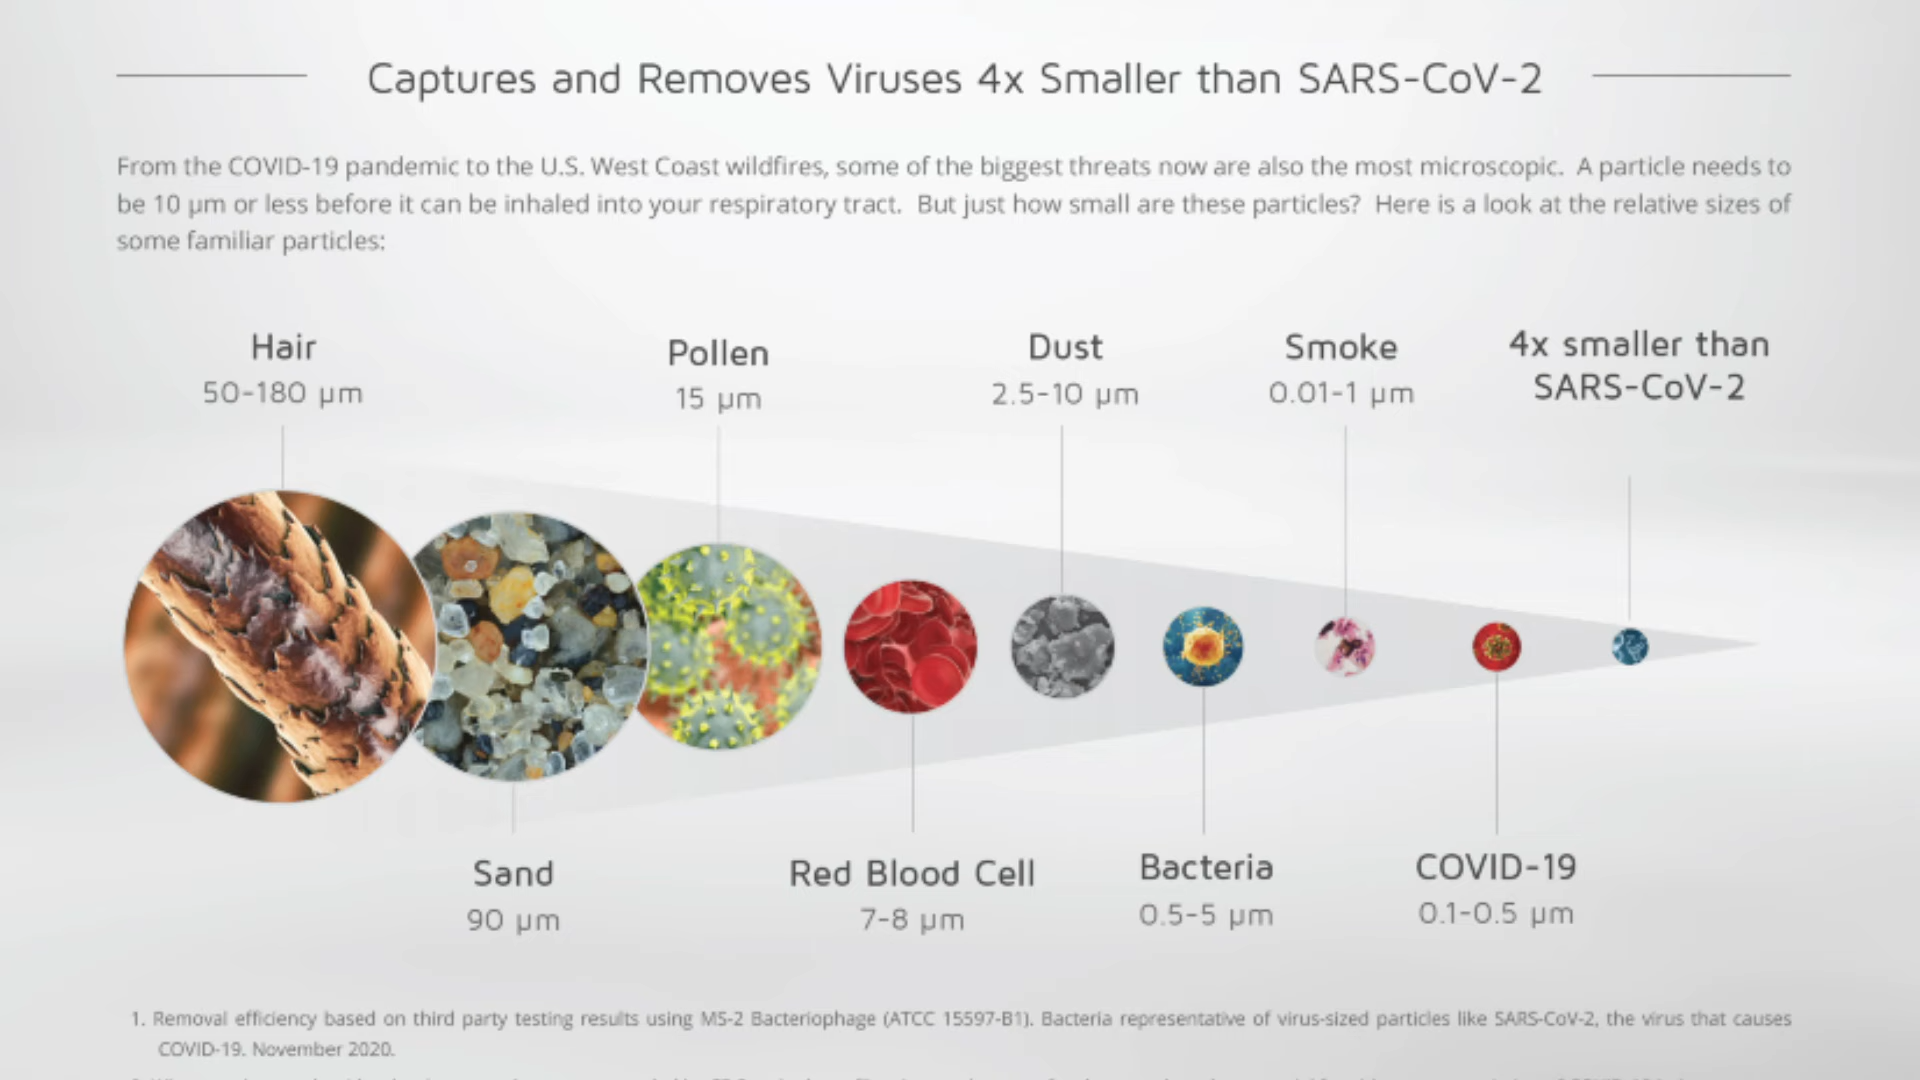 Captures and Removes Viruses 4x Smaller than SARS-CoV-2
From the COVID-19 pandemic to the U.S. West Coast wildfires, some of the biggest threats now are also the most microscopic. A particle needs to
be 10 µm or less before it can be inhaled into your respiratory tract. But just how small are these particles? Here is a look at the relative sizes of
some familiar particles:
Hair
50-180 µm
Pollen
15 µm
Dust
2.5-10 µm
Smoke
0.01-1 µm
4x smaller than
SARS-CoV-2
Sand
90 µm
Red Blood Cell
7-8 µm
Bacteria
0.5-5 µm
COVID-19
0.1-0.5 µm
1. Removal efficiency based on third party testing results using MS-2 Bacteriophage (ATCC 15597-B1). Bacteria representative of virus-sized particles like SARS-CoV-2, the virus that causes
COVID-19. November 2020.